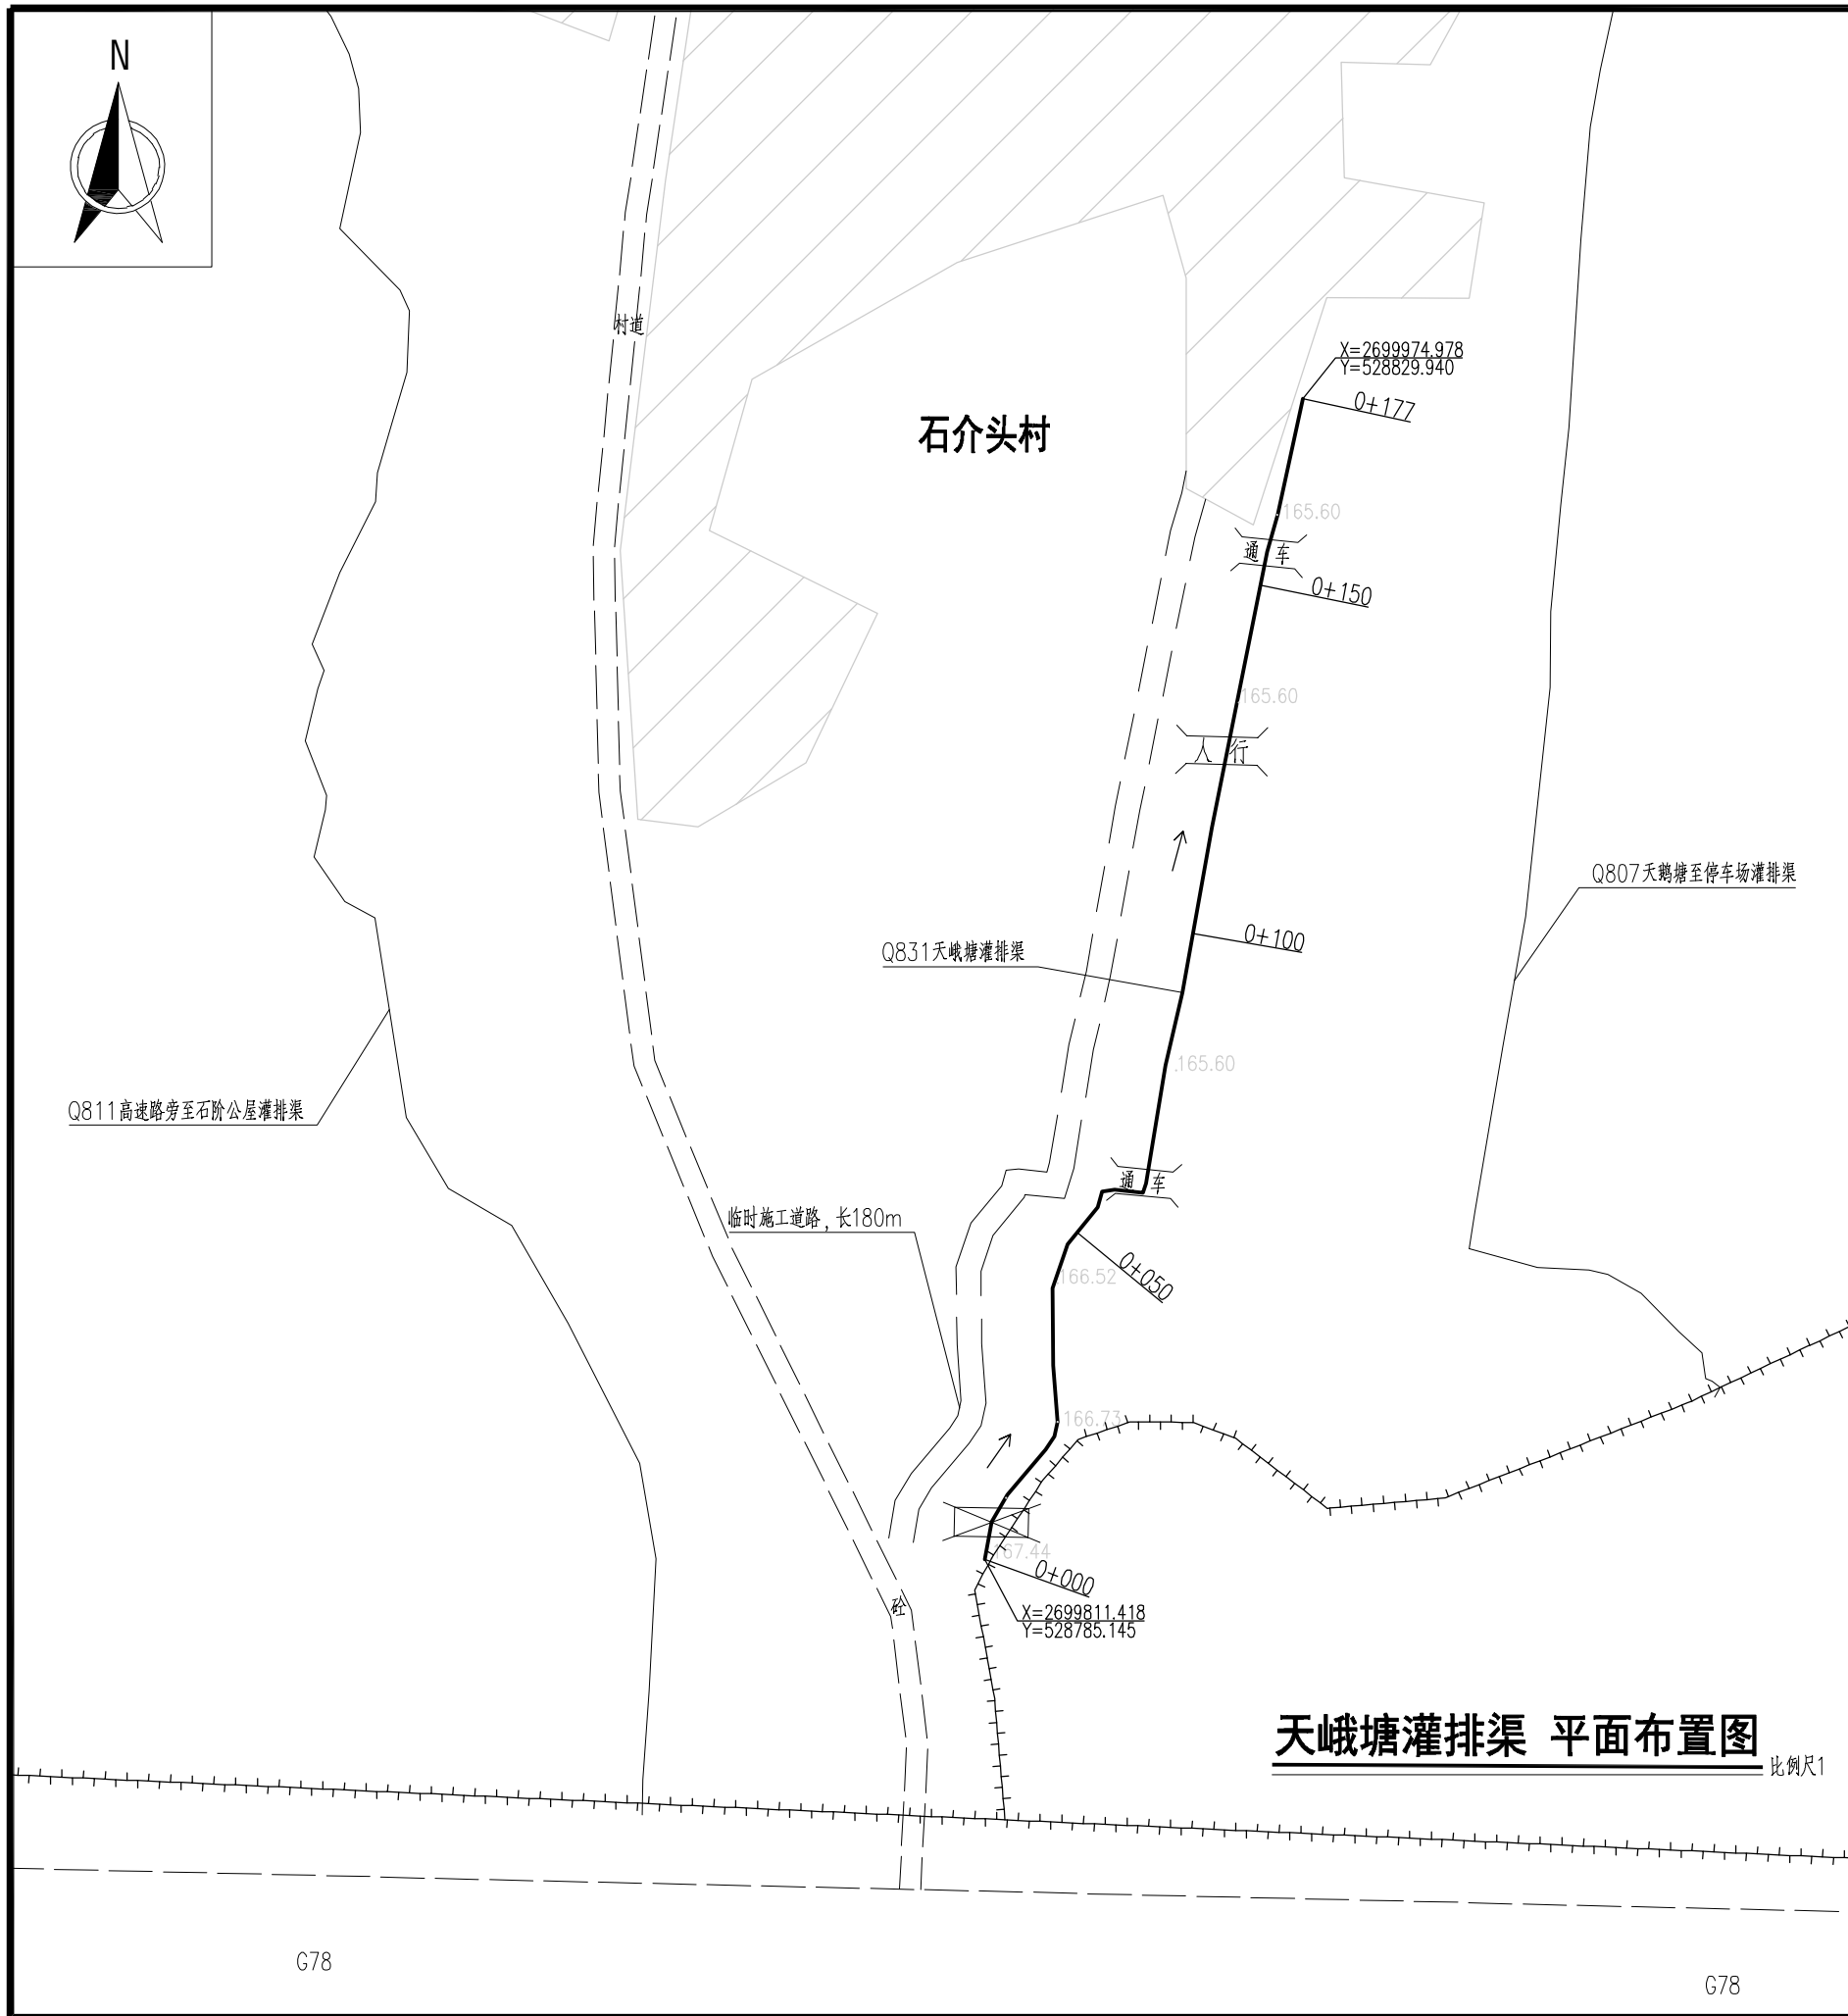 N
村道
X=2699974.978
Y=528829.940
0+177
石介头村
165.60
通 车
0+150
165.60
人 行
Q807天鹅塘至停车场灌排渠
0+100
Q831天峨塘灌排渠
165.60
Q811高速路旁至石阶公屋灌排渠
通 车
临时施工道路，长180m
0+050
166.52
166.73
167.44
0+000
砼
X=2699811.418
Y=528785.145
天峨塘灌排渠 平面布置图
比例尺1
G78
G78